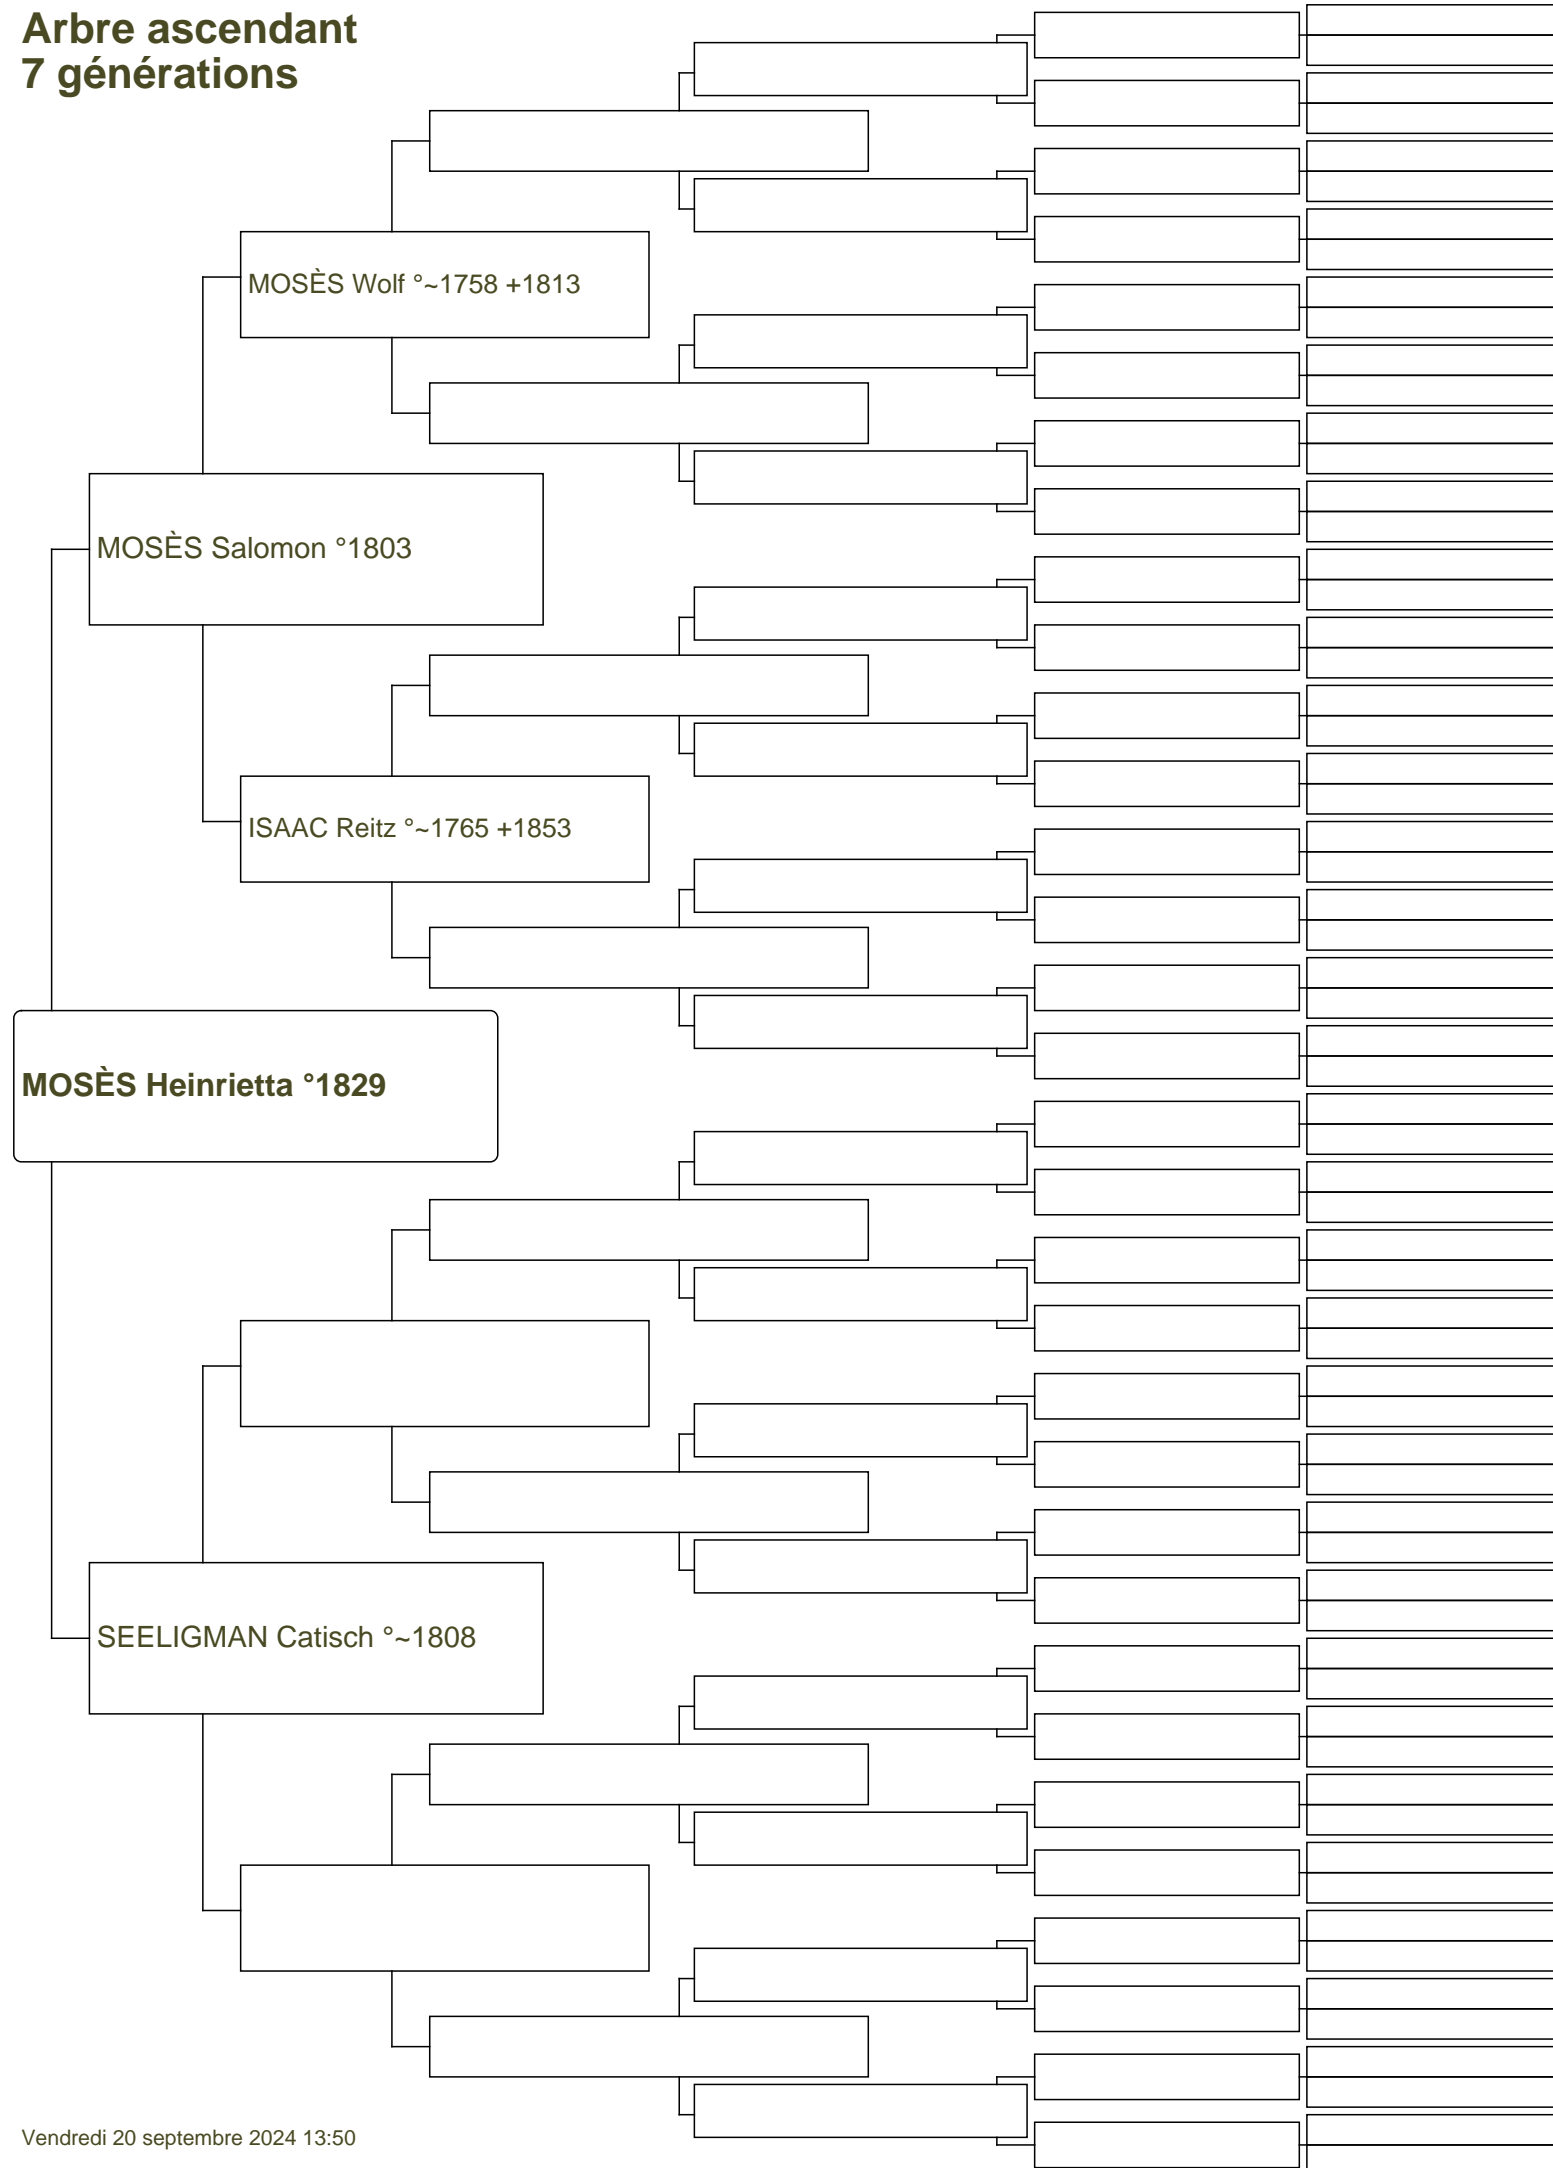 Arbre ascendant
7 générations
MOSÈS Wolf °~1758 +1813
MOSÈS Salomon °1803
ISAAC Reitz °~1765 +1853
MOSÈS Heinrietta °1829
SEELIGMAN Catisch °~1808
Vendredi 20 septembre 2024 13:50